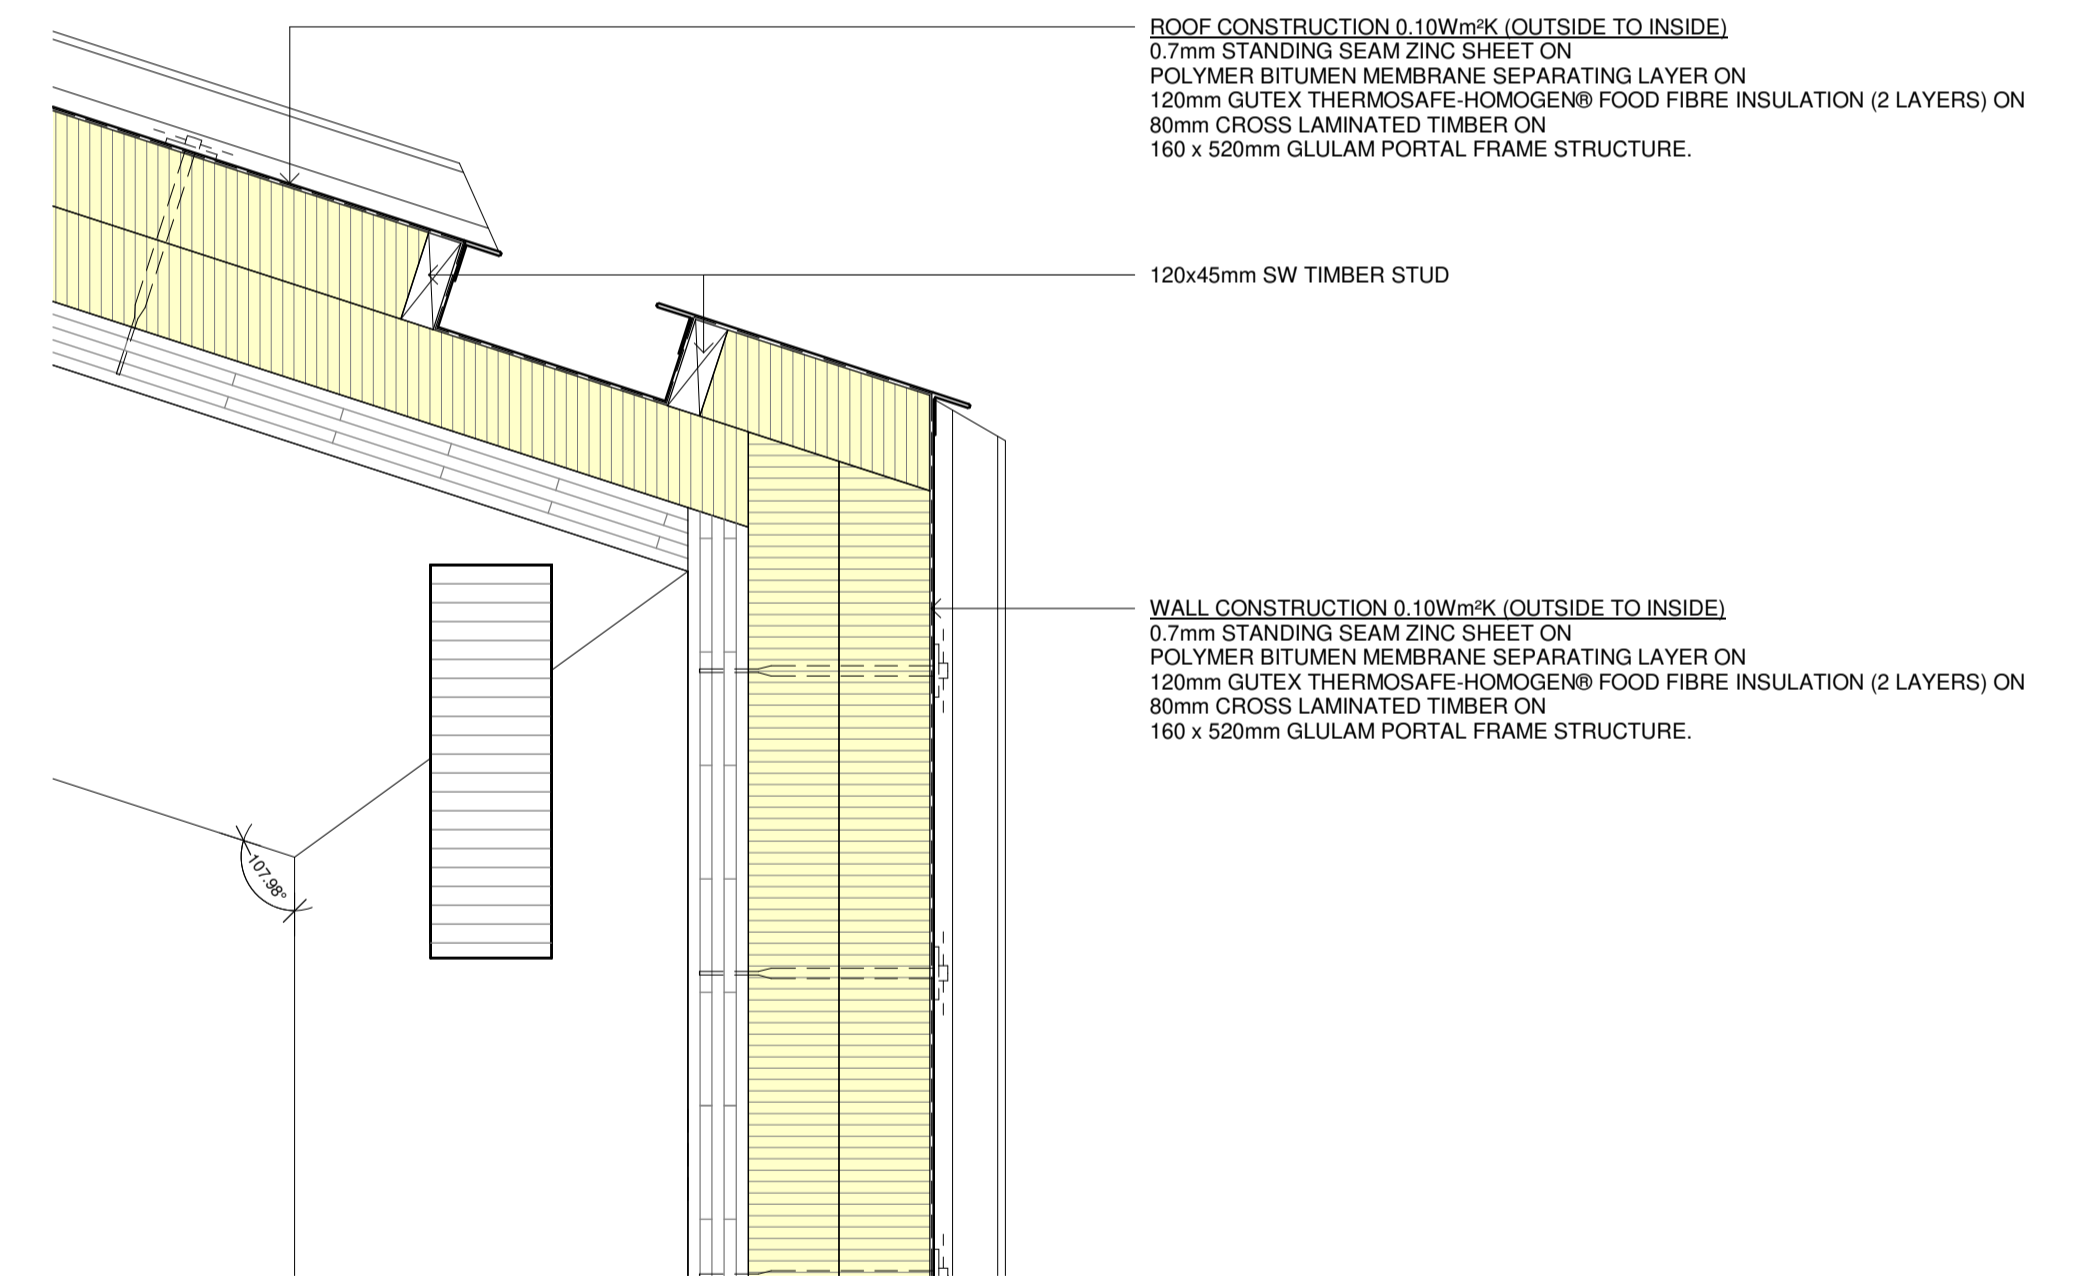 ROOF CONSTRUCTION 0.10Wm²K (OUTSIDE TO INSIDE)
0.7mm STANDING SEAM ZINC SHEET ON
POLYMER BITUMEN MEMBRANE SEPARATING LAYER ON
120mm GUTEX THERMOSAFE-HOMOGEN® FOOD FIBRE INSULATION (2 LAYERS) ON
80mm CROSS LAMINATED TIMBER ON
160 x 520mm GLULAM PORTAL FRAME STRUCTURE.
120x45mm SW TIMBER STUD
WALL CONSTRUCTION 0.10Wm²K (OUTSIDE TO INSIDE)
0.7mm STANDING SEAM ZINC SHEET ON
POLYMER BITUMEN MEMBRANE SEPARATING LAYER ON
120mm GUTEX THERMOSAFE-HOMOGEN® FOOD FIBRE INSULATION (2 LAYERS) ON
80mm CROSS LAMINATED TIMBER ON
160 x 520mm GLULAM PORTAL FRAME STRUCTURE.
107.98°